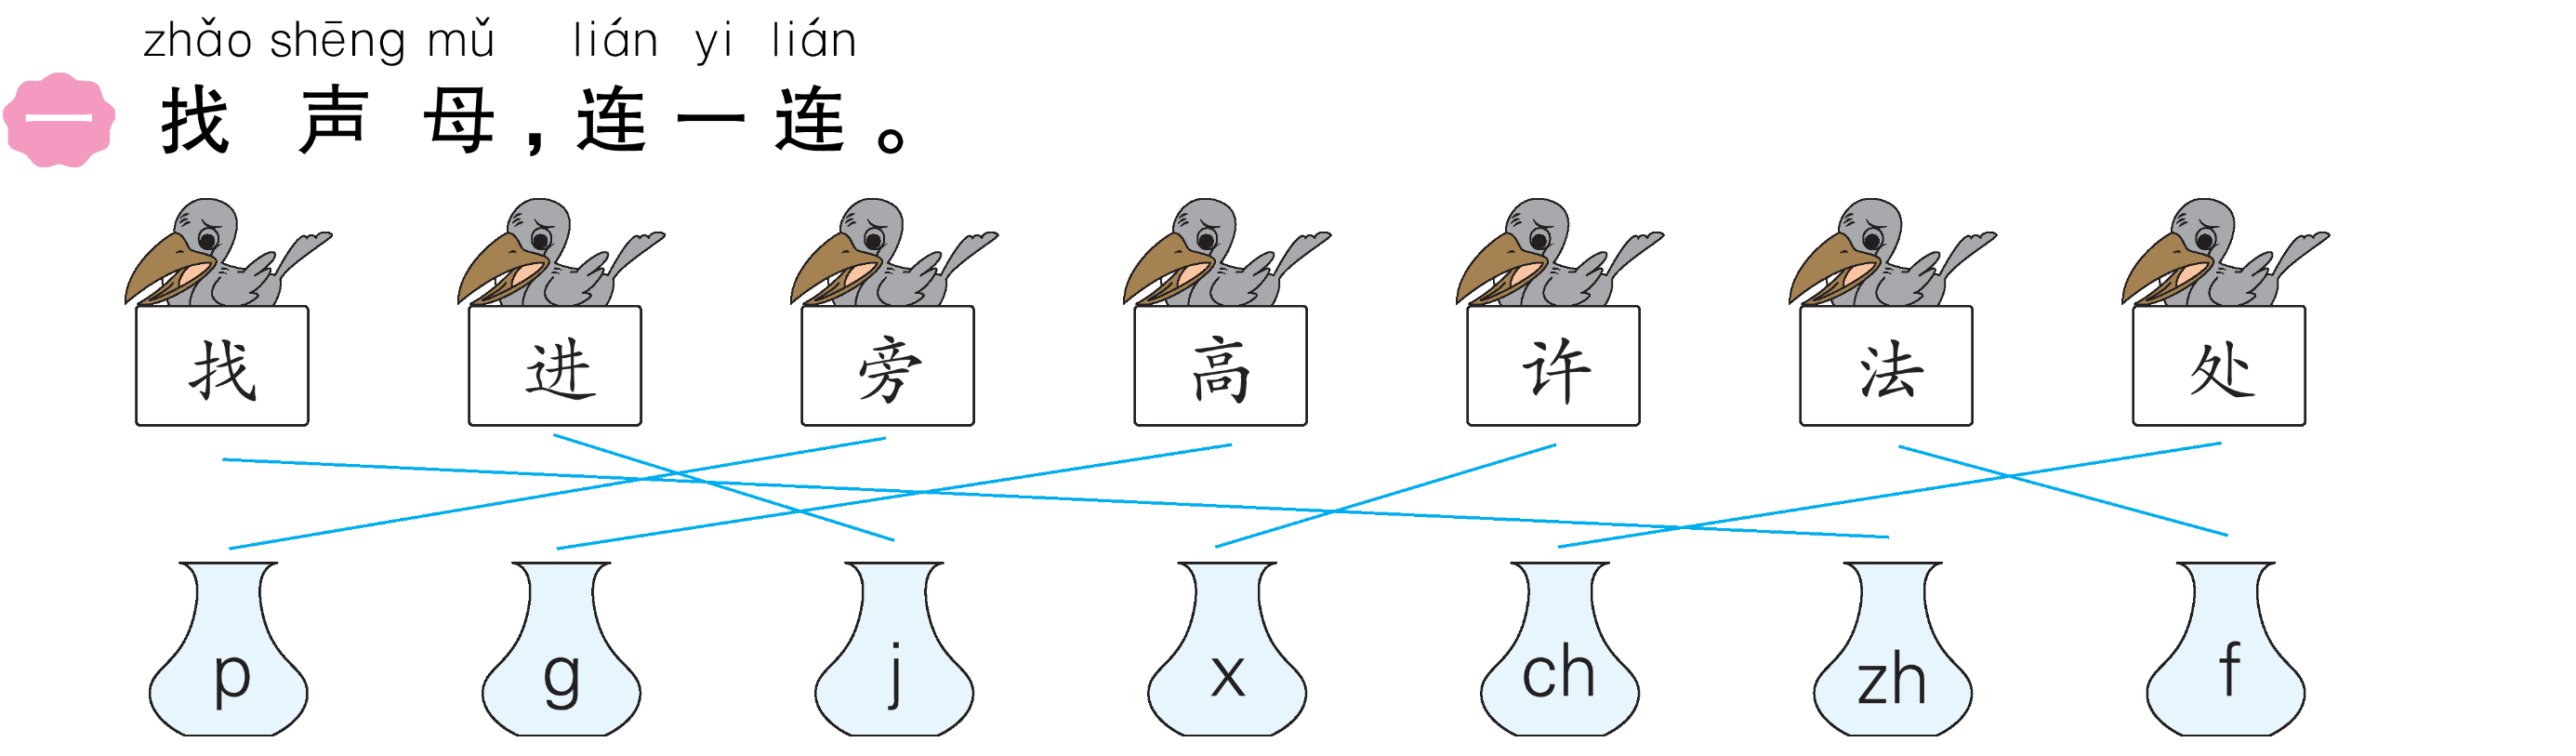 zhǎo shēng mǔ lián yi lián
一 找声母,连一连。
找 进 旁 高 许 法 处
p g j x ch zh f